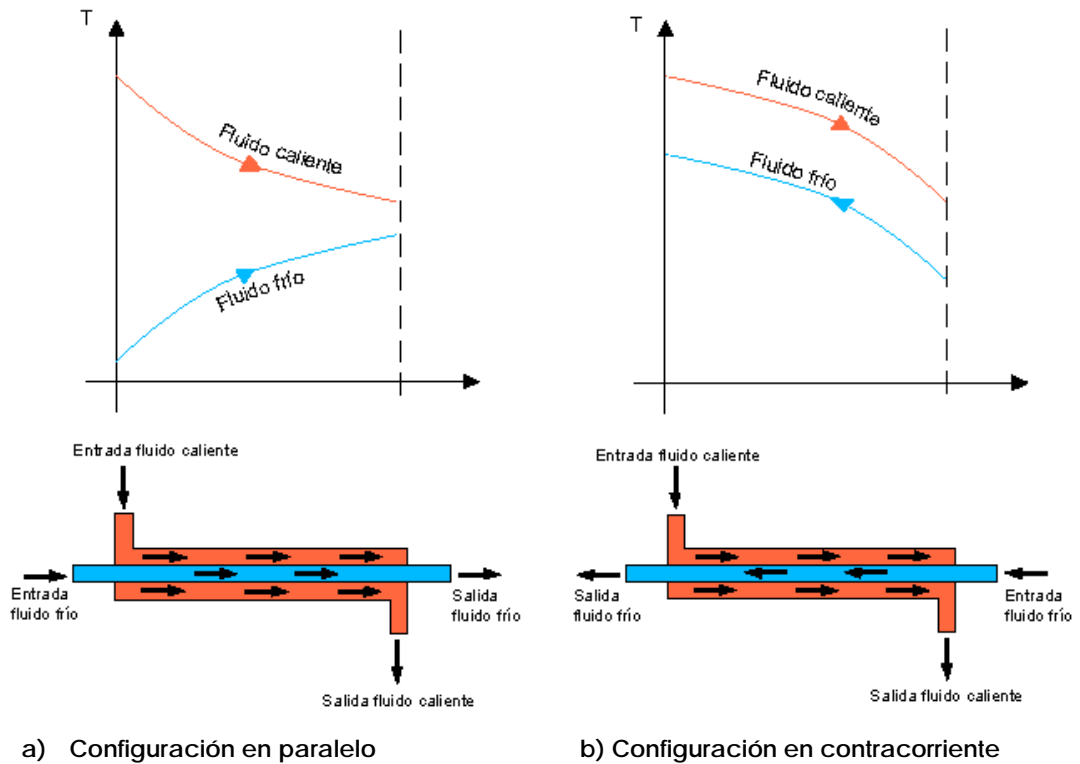 T
Fluido caliente
Fluido frío
Entrada fluido caliente
Entrada
fluido frío
Salida
fluido frío
Salida fluido caliente
a) Configuración en paralelo
T
Fluido caliente
Fluido frío
Entrada fluido caliente
Salida
fluido frío
Entrada
fluido frío
Salida fluido caliente
b) Configuración en contracorriente